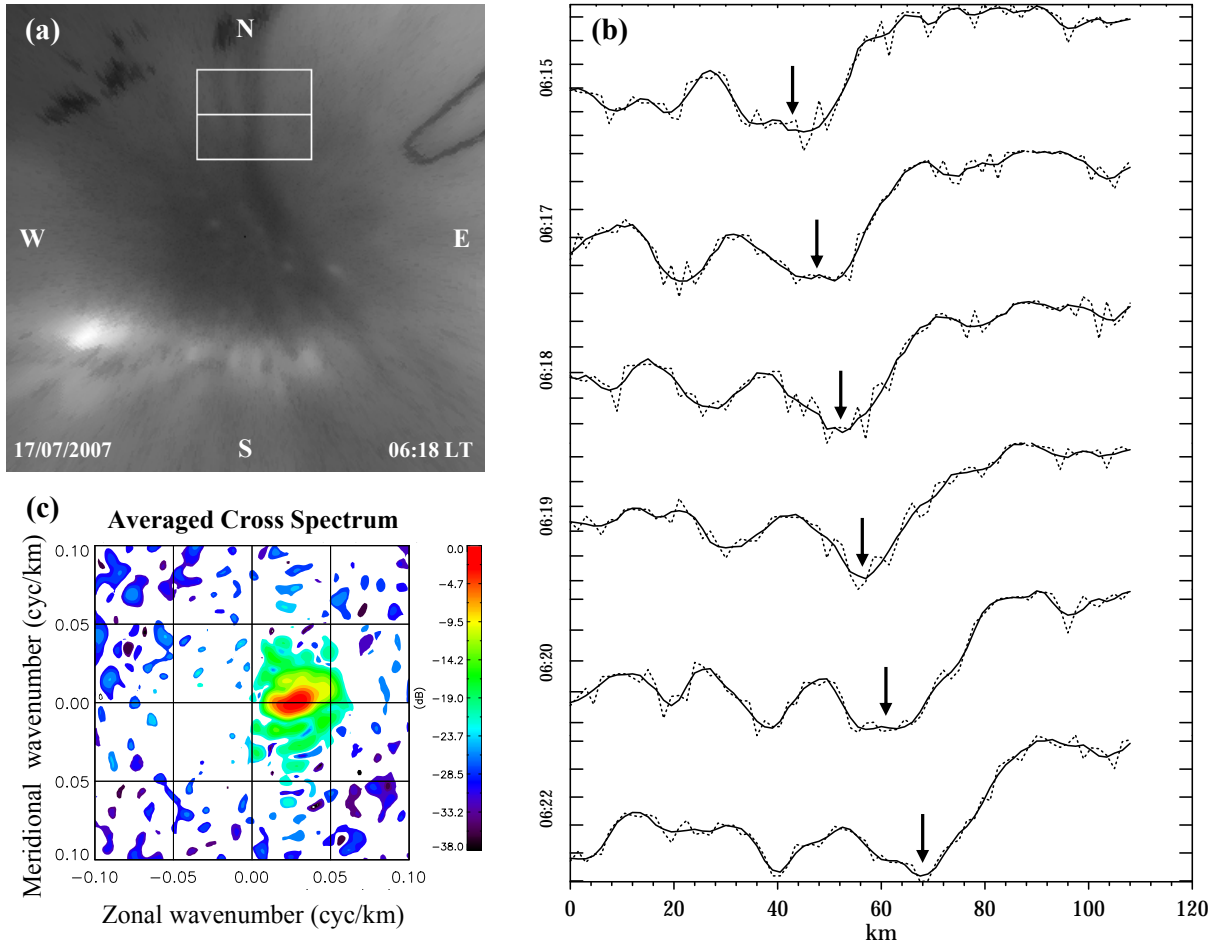 (a)
N
W
E
S
17/07/2007
06:18 LT
(b)
06:15
06:17
06:18
06:19
06:20
06:22
0 20 40 60 80 100 120
km
(c)
Averaged Cross Spectrum
Meridional wavenumber (cyc/km)
0.10
0.05
0.00
0.05
0.10
−0.10 −0.05 0.00 0.05 0.10
Zonal wavenumber (cyc/km)
0.0
−4.7
−9.5
−14.2
−19.0
−23.7
−28.5
−33.2
−38.0
(dB)